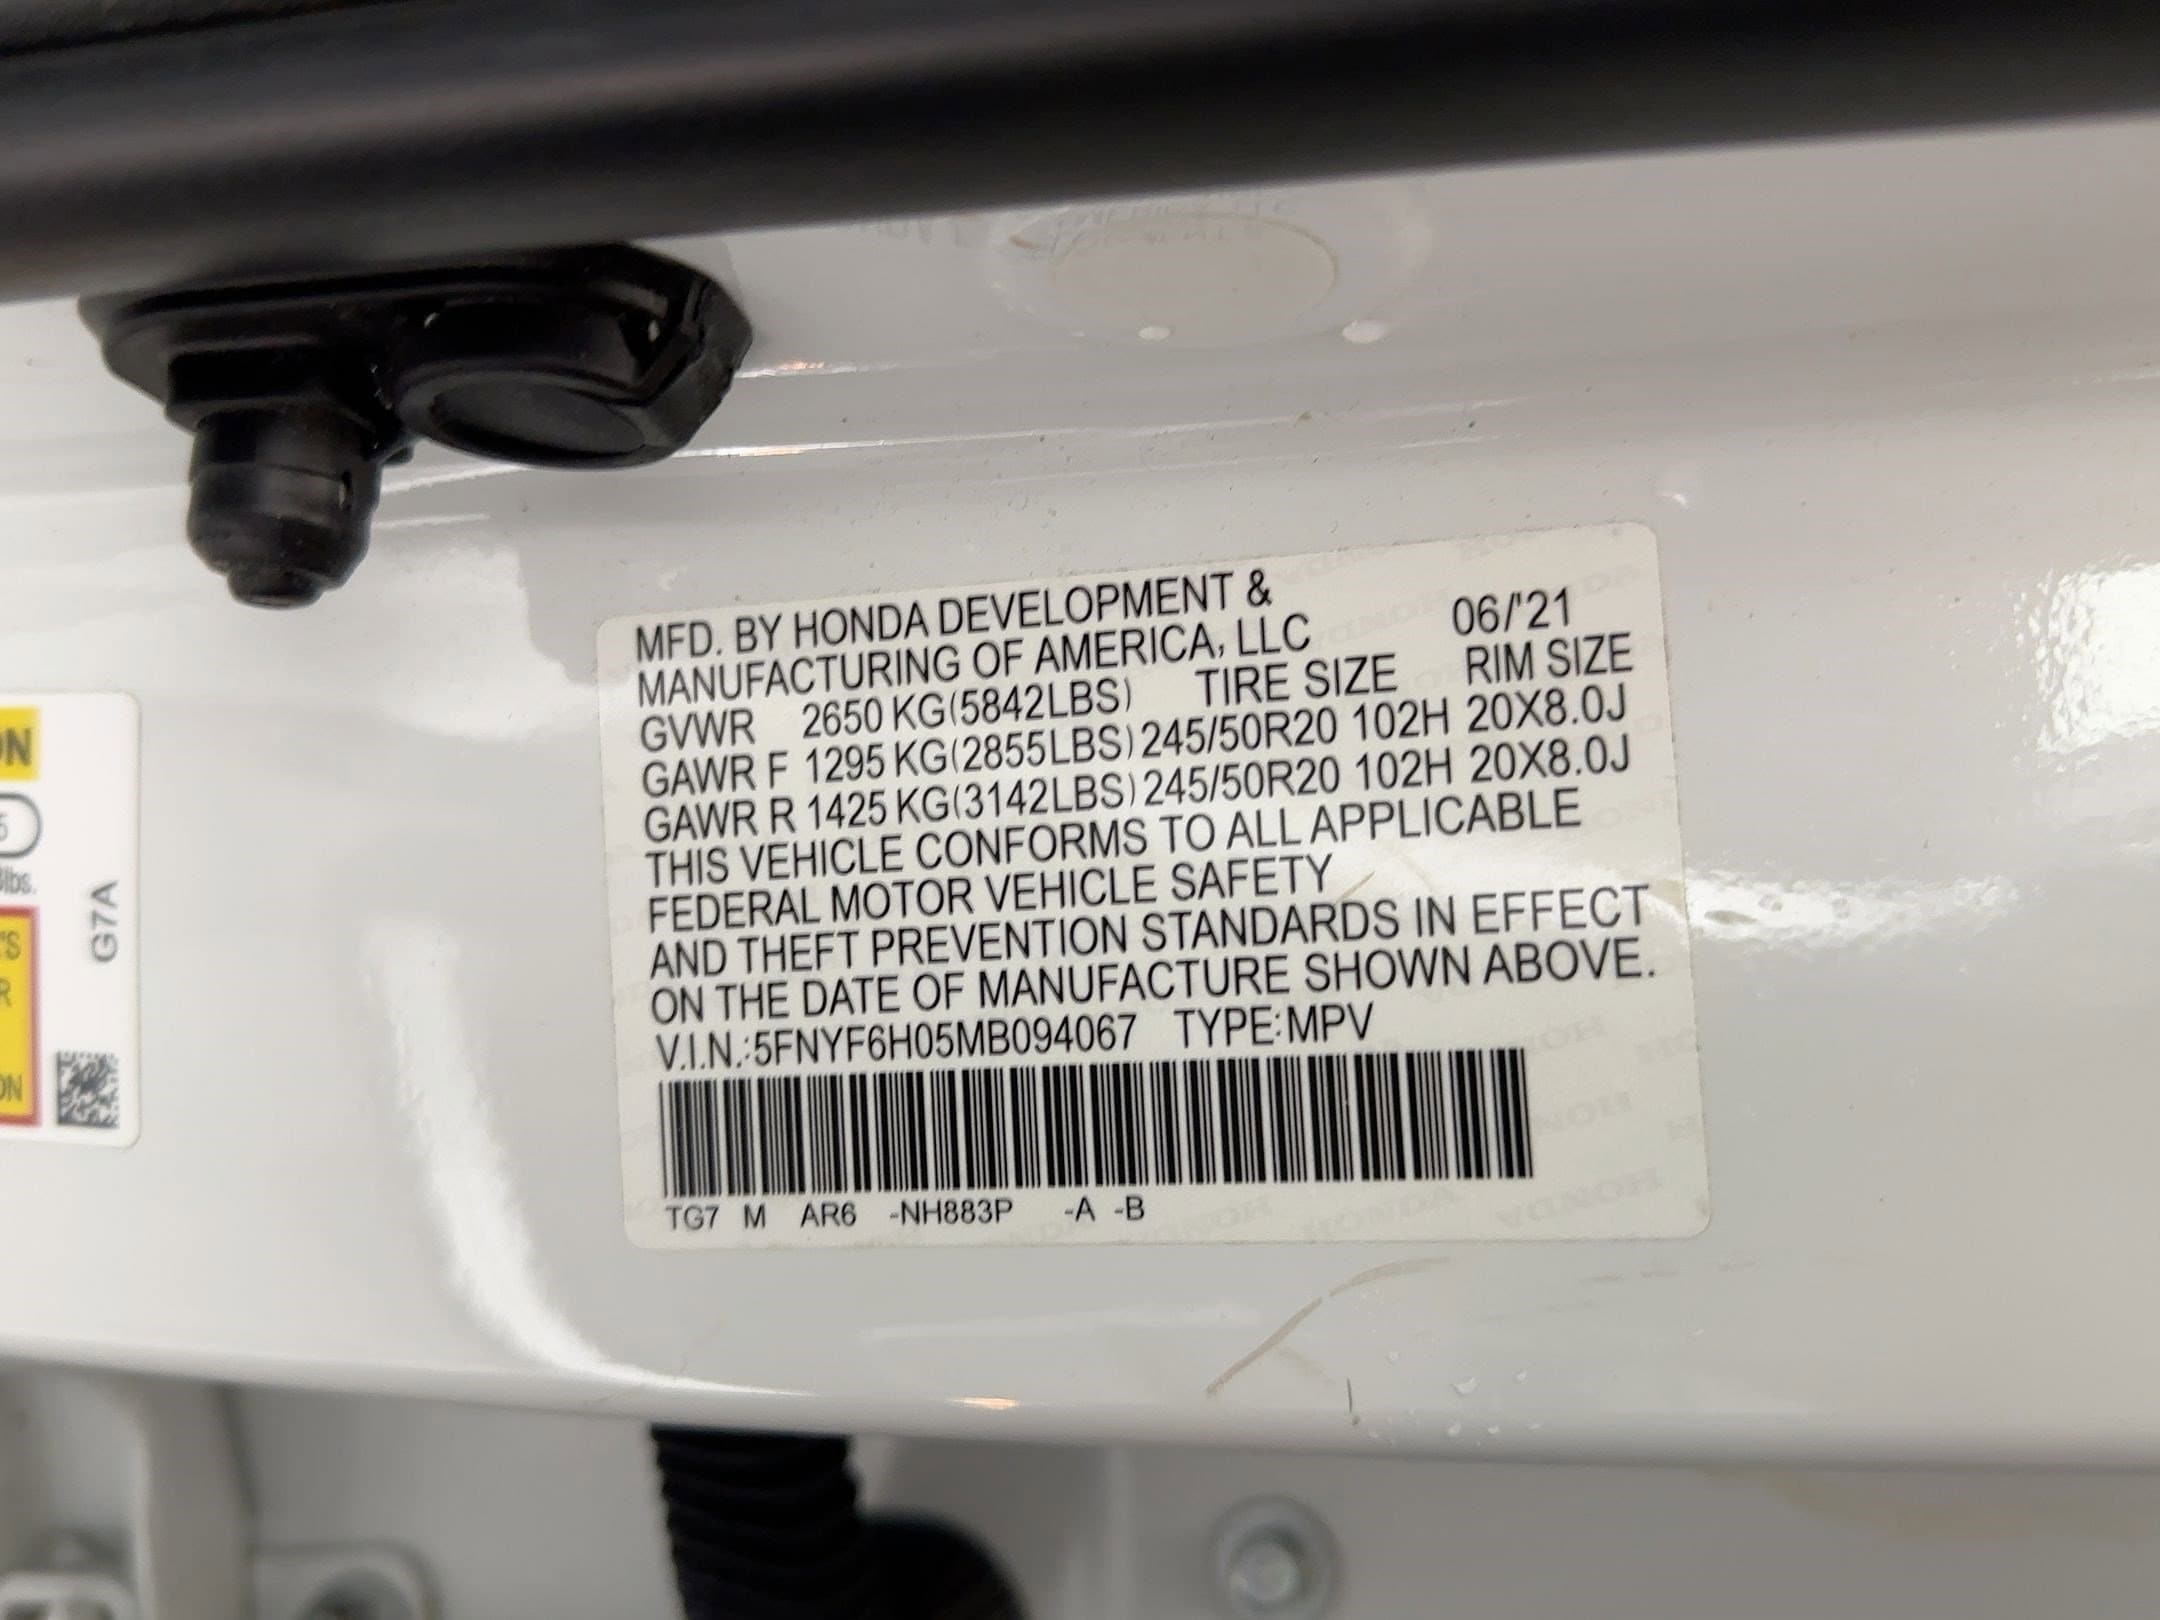 MFD. BY HONDA DEVELOPMENT &
MANUFACTURING OF AMERICA, LLC 06/'21
GVWR 2650 KG(5842LBS) TIRE SIZE RIM SIZE
GAWR F 1295 KG(2855LBS) 245/50R20 102H 20X8.0J
GAWR R 1425 KG(3142LBS) 245/50R20 102H 20X8.0J
THIS VEHICLE CONFORMS TO ALL APPLICABLE
FEDERAL MOTOR VEHICLE SAFETY
AND THEFT PREVENTION STANDARDS IN EFFECT
ON THE DATE OF MANUFACTURE SHOWN ABOVE.
V.I.N.:5FNYF6H05MB094067 TYPE:MPV
TG7 M AR6 -NH883P -A -B
G7A
lbs.